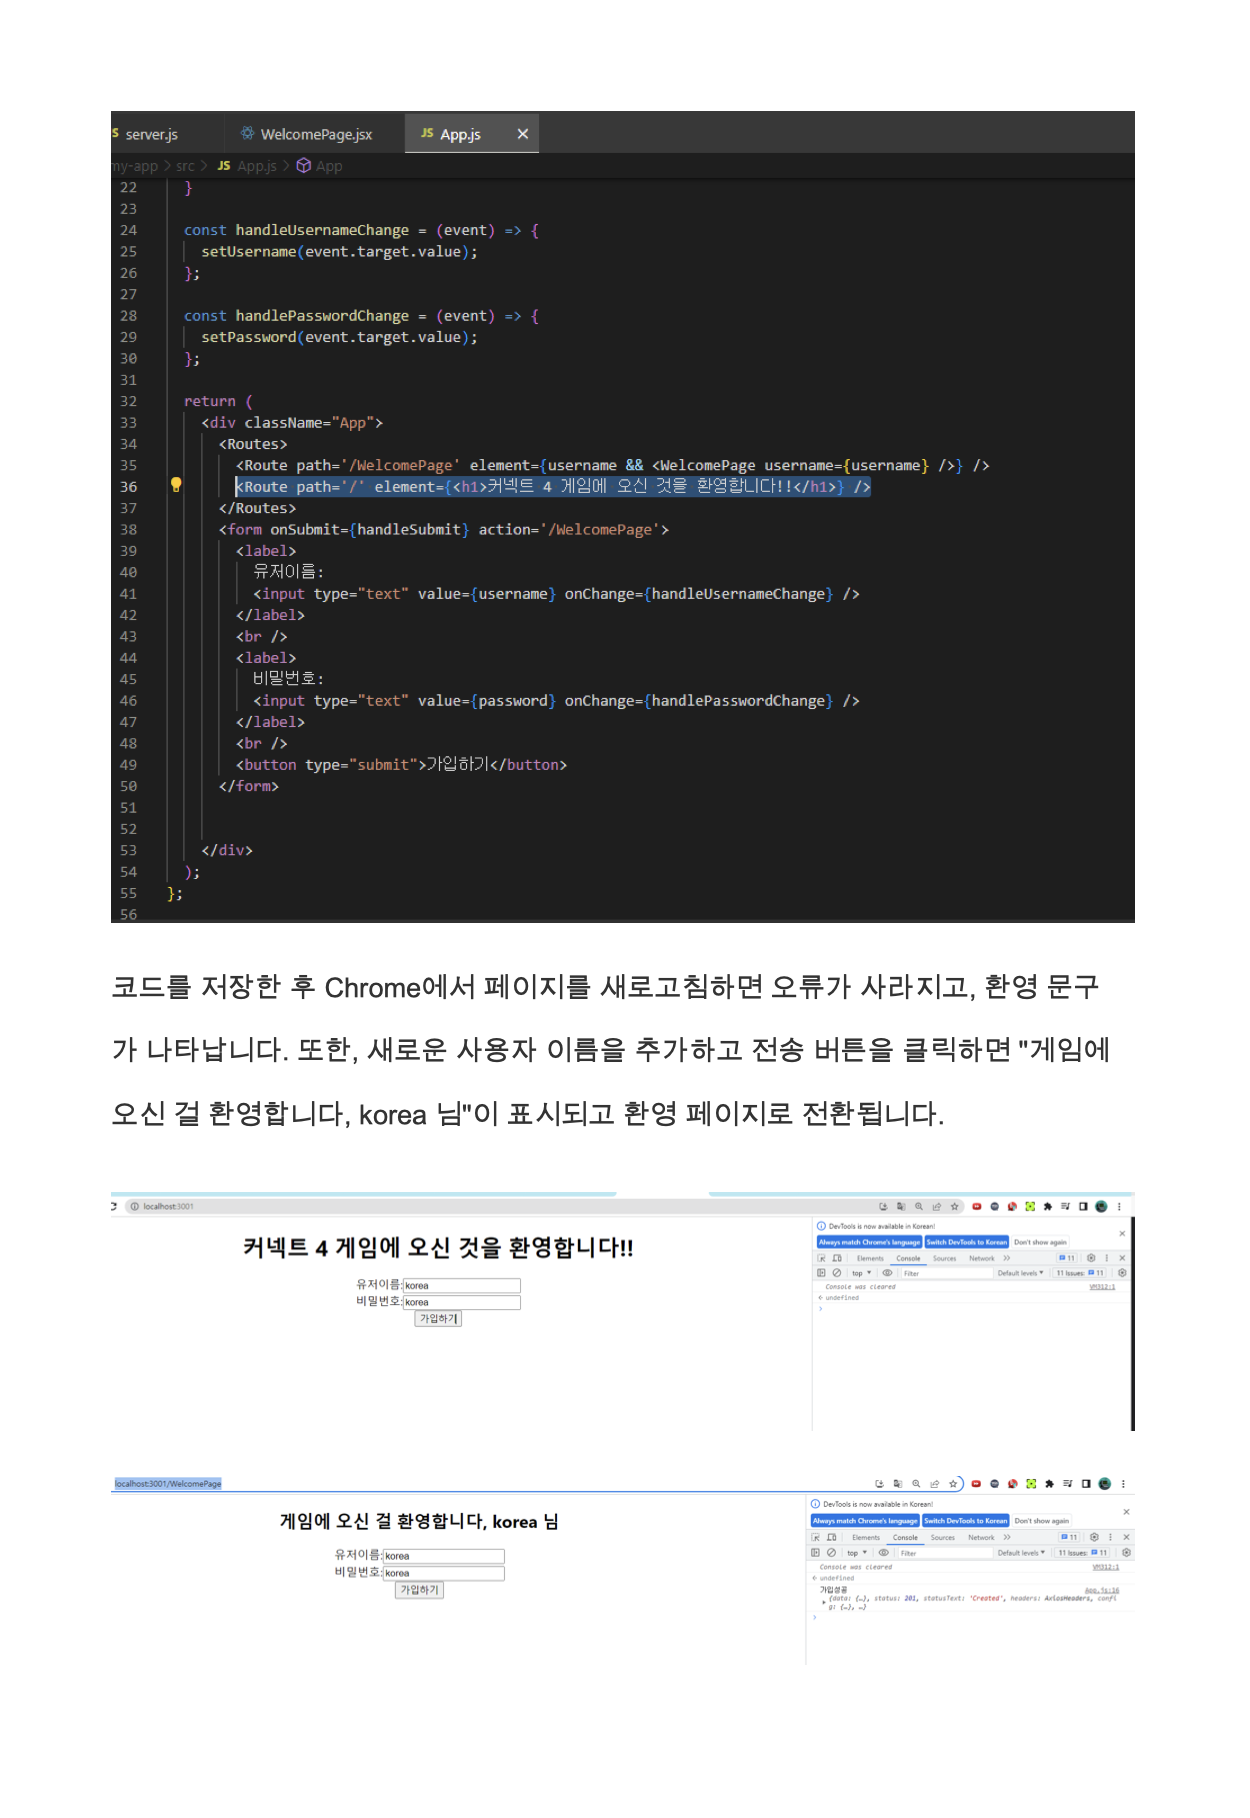 JS server.js WelcomePage.jsx JS App.js ×
my-app > src > JS App.js > App
22 }
23
24 const handleUsernameChange = (event) => {
25 setUsername(event.target.value);
26 };
27
28 const handlePasswordChange = (event) => {
29 setPassword(event.target.value);
30 };
31
32 return (
33 <div className="App">
34 <Routes>
35 <Route path='/WelcomePage' element={username && <WelcomePage username={username} />} />
36 <Route path='/' element={<h1>커넥트 4 게임에 오신 것을 환영합니다!!</h1>} />
37 </Routes>
38 <form onSubmit={handleSubmit} action='/WelcomePage'>
39 <label>
40 유저이름:
41 <input type="text" value={username} onChange={handleUsernameChange} />
42 </label>
43 <br />
44 <label>
45 비밀번호:
46 <input type="text" value={password} onChange={handlePasswordChange} />
47 </label>
48 <br />
49 <button type="submit">가입하기</button>
50 </form>
51
52
53 </div>
54 );
55 };
56
코드를 저장한 후 Chrome에서 페이지를 새로고침하면 오류가 사라지고, 환영 문구
가 나타납니다. 또한, 새로운 사용자 이름을 추가하고 전송 버튼을 클릭하면 "게임에
오신 걸 환영합니다, korea 님"이 표시되고 환영 페이지로 전환됩니다.
localhost:3001
커넥트 4 게임에 오신 것을 환영합니다!!
유저이름:korea
비밀번호:korea
가입하기
DevTools is now available in Korean!
Always match Chrome's language Switch DevTools to Korean Don't show again
Elements Console Sources Network >> 11
top ▼ Filter Default levels ▼ 11 Issues: 11
Console was cleared VM312:1
< undefined
>
localhost:3001/WelcomePage
게임에 오신 걸 환영합니다, korea 님
유저이름:korea
비밀번호:korea
가입하기
DevTools is now available in Korean!
Always match Chrome's language Switch DevTools to Korean Don't show again
Elements Console Sources Network >> 11
top ▼ Filter Default levels ▼ 11 Issues: 11
Console was cleared VM312:1
< undefined
가입성공 App.js:16
{data: {…}, status: 201, statusText: 'Created', headers: AxiosHeaders, confi
g: {…}, …}
>